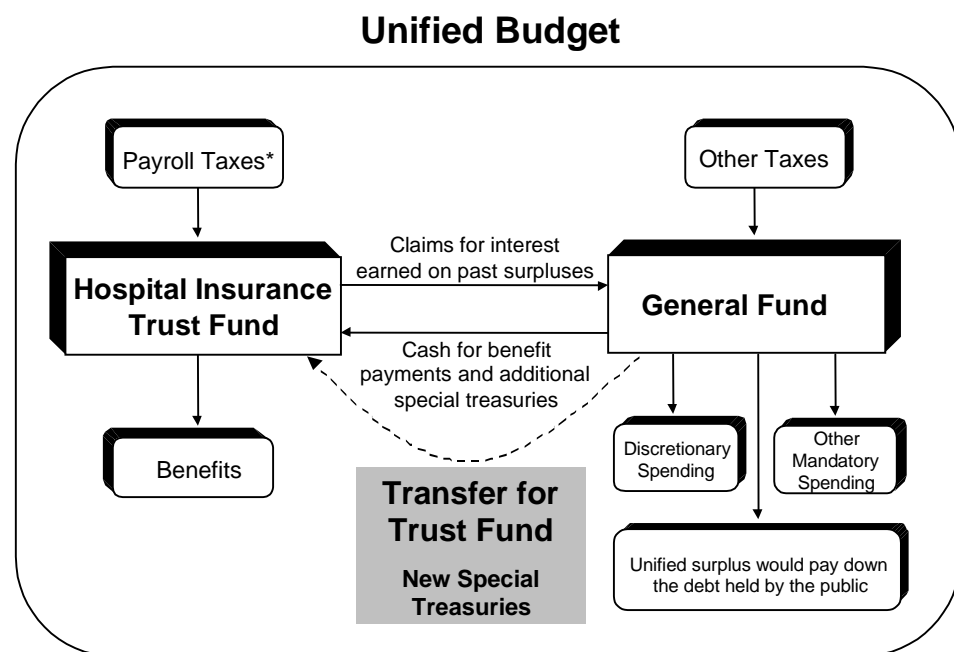 Unified Budget
Payroll Taxes*
Other Taxes
Claims for interest
earned on past surpluses
Hospital Insurance
Trust Fund
General Fund
Cash for benefit
payments and additional
special treasuries
Benefits
Discretionary
Spending
Other
Mandatory
Spending
Transfer for
Trust Fund
New Special
Treasuries
Unified surplus would pay down
the debt held by the public